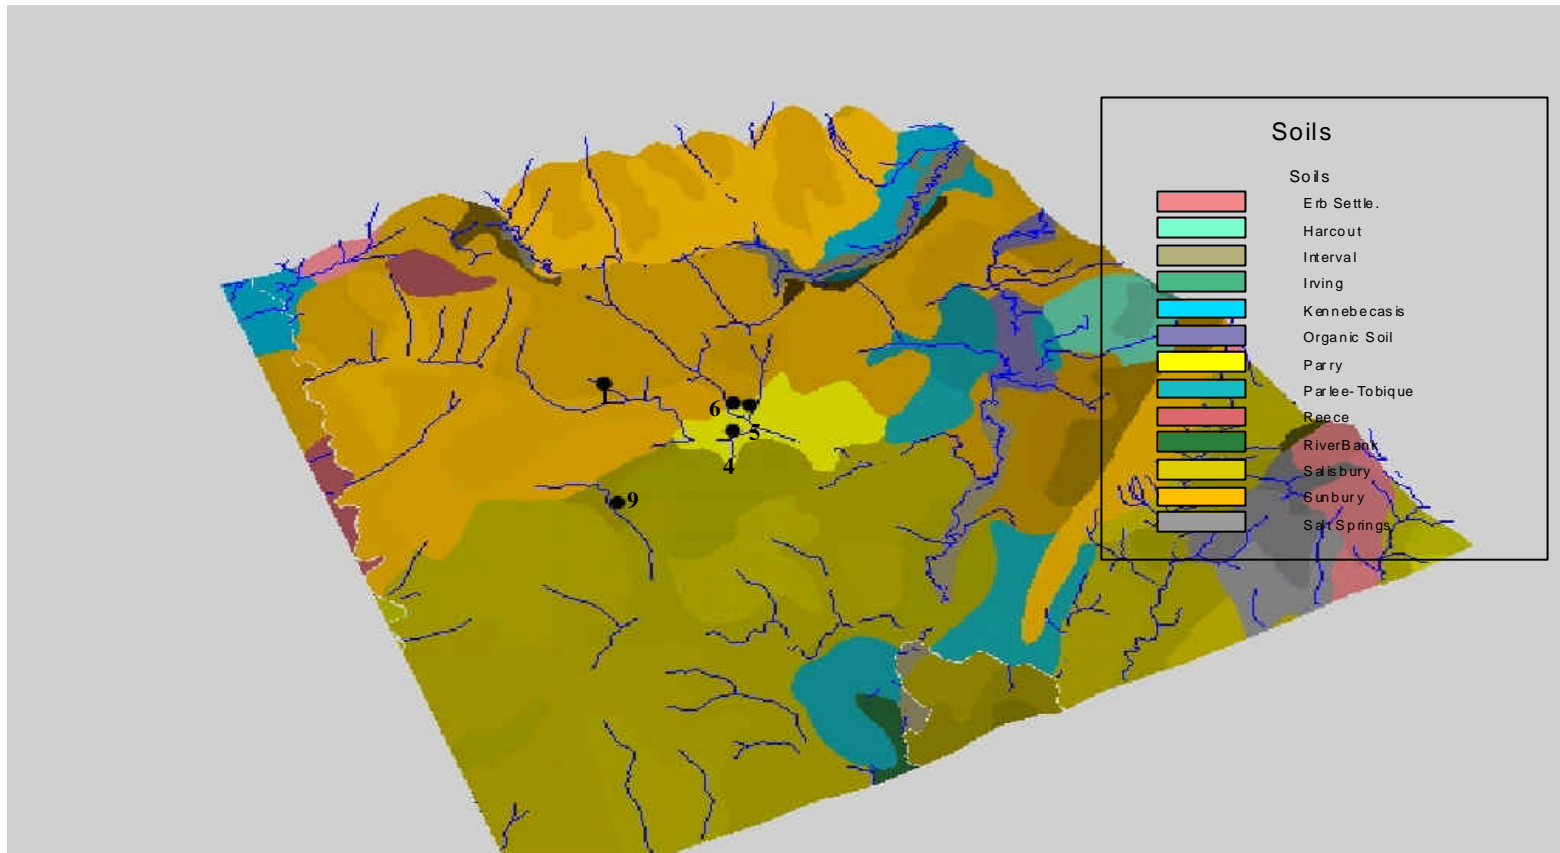 Soils
Soils
Erb Settle.
Harcout
Interval
Irving
Kennebecasis
Organic Soil
Parry
Parlee-Tobique
Reece
RiverBank
Salisbury
Sunbury
Salt Springs
1
6
5
4
9